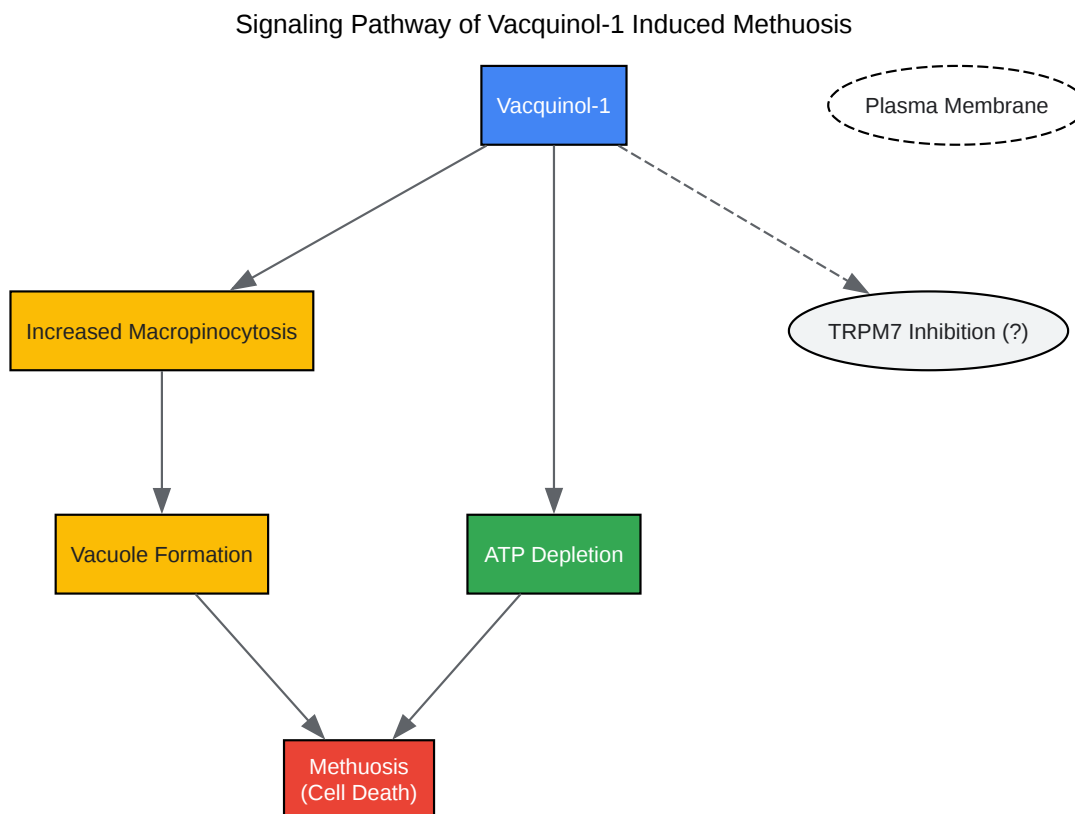 Signaling Pathway of Vacquinol-1 Induced Methuosis
Vacquinol-1
Plasma Membrane
Increased Macropinocytosis
TRPM7 Inhibition (?)
Vacuole Formation
ATP Depletion
Methuosis
(Cell Death)